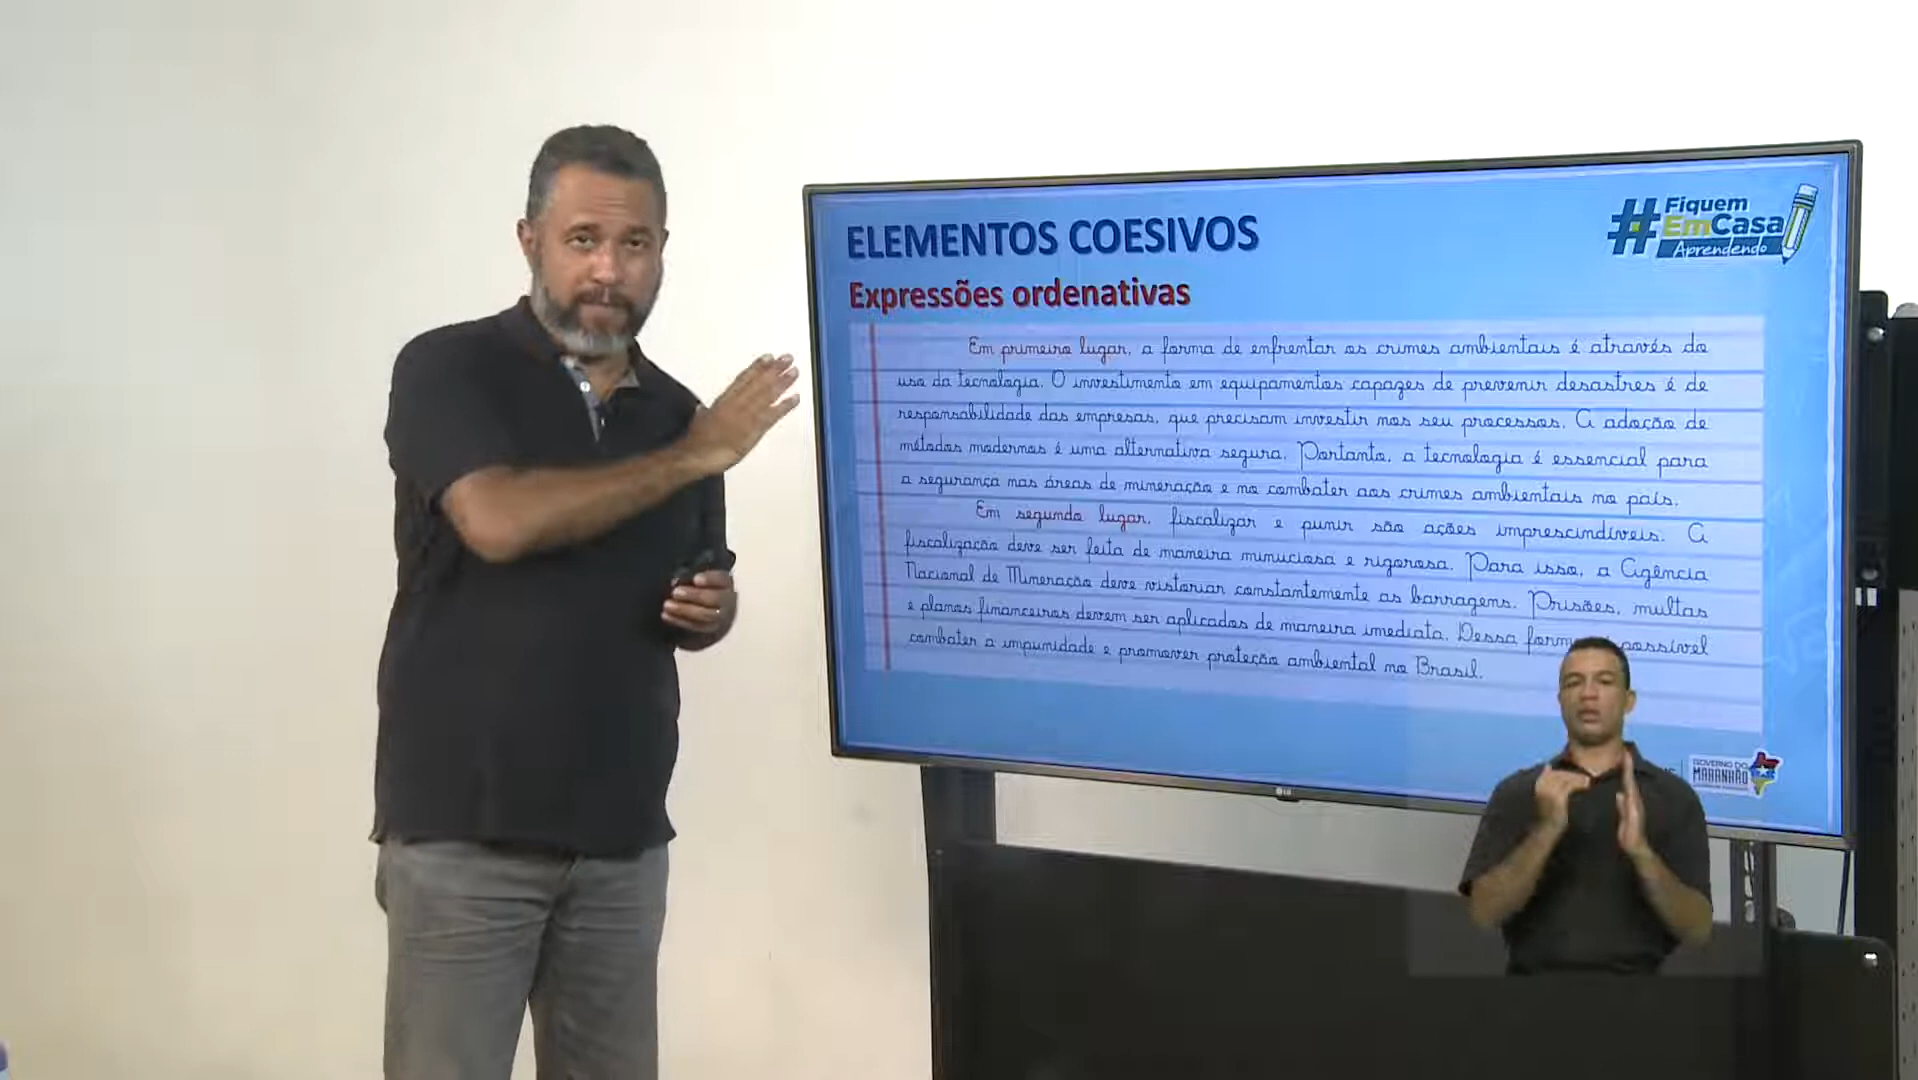 ELEMENTOS COESIVOS
#Fiquem
EmCasa
Aprendendo
Expressões ordenativas
Em primeiro lugar, a forma de enfrentar os crimes ambientais é através do
uso da tecnologia. O investimento em equipamentos capazes de prevenir desastres é de
responsabilidade das empresas, que precisam investir nos seu processos. A adoção de
métodos modernos é uma alternativa segura. Portanto, a tecnologia é essencial para
a segurança nas áreas de mineração e no combater aos crimes ambientais no país.
Em segundo lugar, fiscalizar e punir são ações imprescindíveis. A
fiscalização deve ser feita de maneira minuciosa e rigorosa. Para isso, a Agência
Nacional de Mineração deve vistoriar constantemente as barragens. Prisões, multas
e planos financeiros devem ser aplicados de maneira imediata. Dessa possível
combater a impunidade e promover proteção ambiental no Brasil.
GOVERNO DO
MARANHÃO
LG